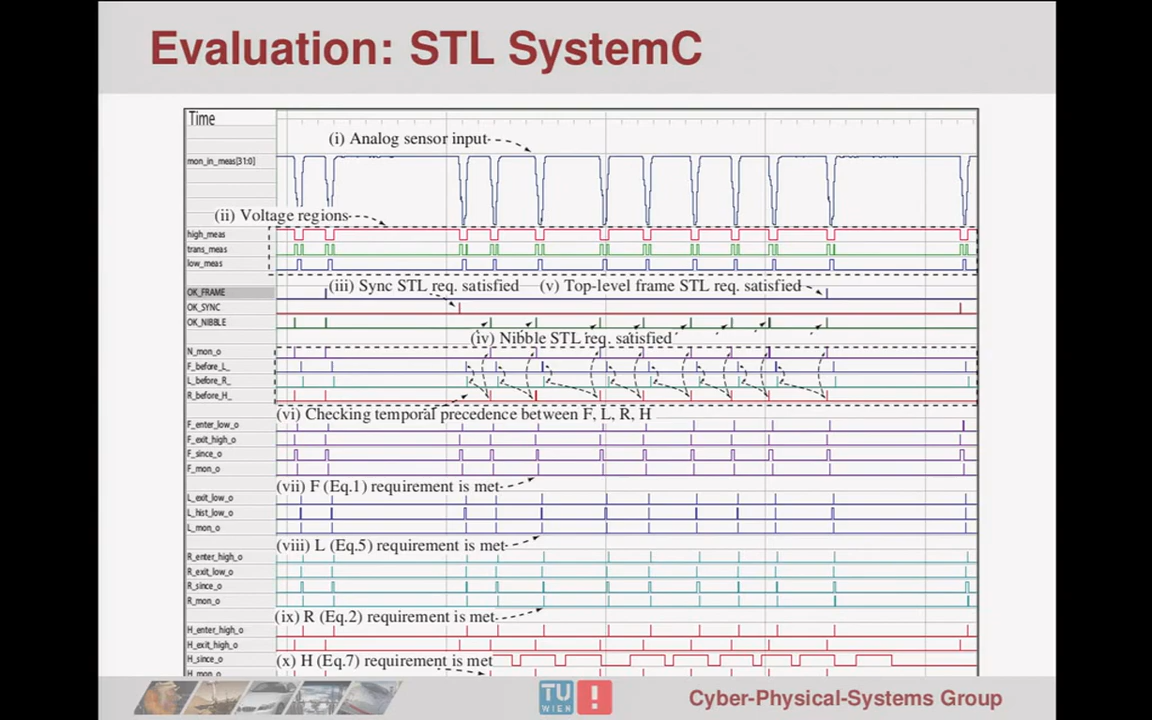 Evaluation: STL SystemC
Time
(i) Analog sensor input
mon_in_meas[31:0]
(ii) Voltage regions
high_meas
trans_meas
low_meas
(iii) Sync STL req. satisfied (v) Top-level frame STL req. satisfied
OK_FRAME
OK_SYNC
OK_NIBBLE
(iv) Nibble STL req. satisfied
N_mon_o
F_before_L_
L_before_R_
R_before_H_
(vi) Checking temporal precedence between F, L, R, H
F_enter_low_o
F_exit_high_o
F_since_o
F_mon_o
(vii) F (Eq.1) requirement is met
L_exit_low_o
L_hist_low_o
L_mon_o
(viii) L (Eq.5) requirement is met
R_enter_high_o
R_exit_low_o
R_since_o
R_mon_o
(ix) R (Eq.2) requirement is met
H_enter_high_o
H_exit_high_o
H_since_o (x) H (Eq.7) requirement is met
H_mon_o
TU
WIEN
Cyber-Physical-Systems Group